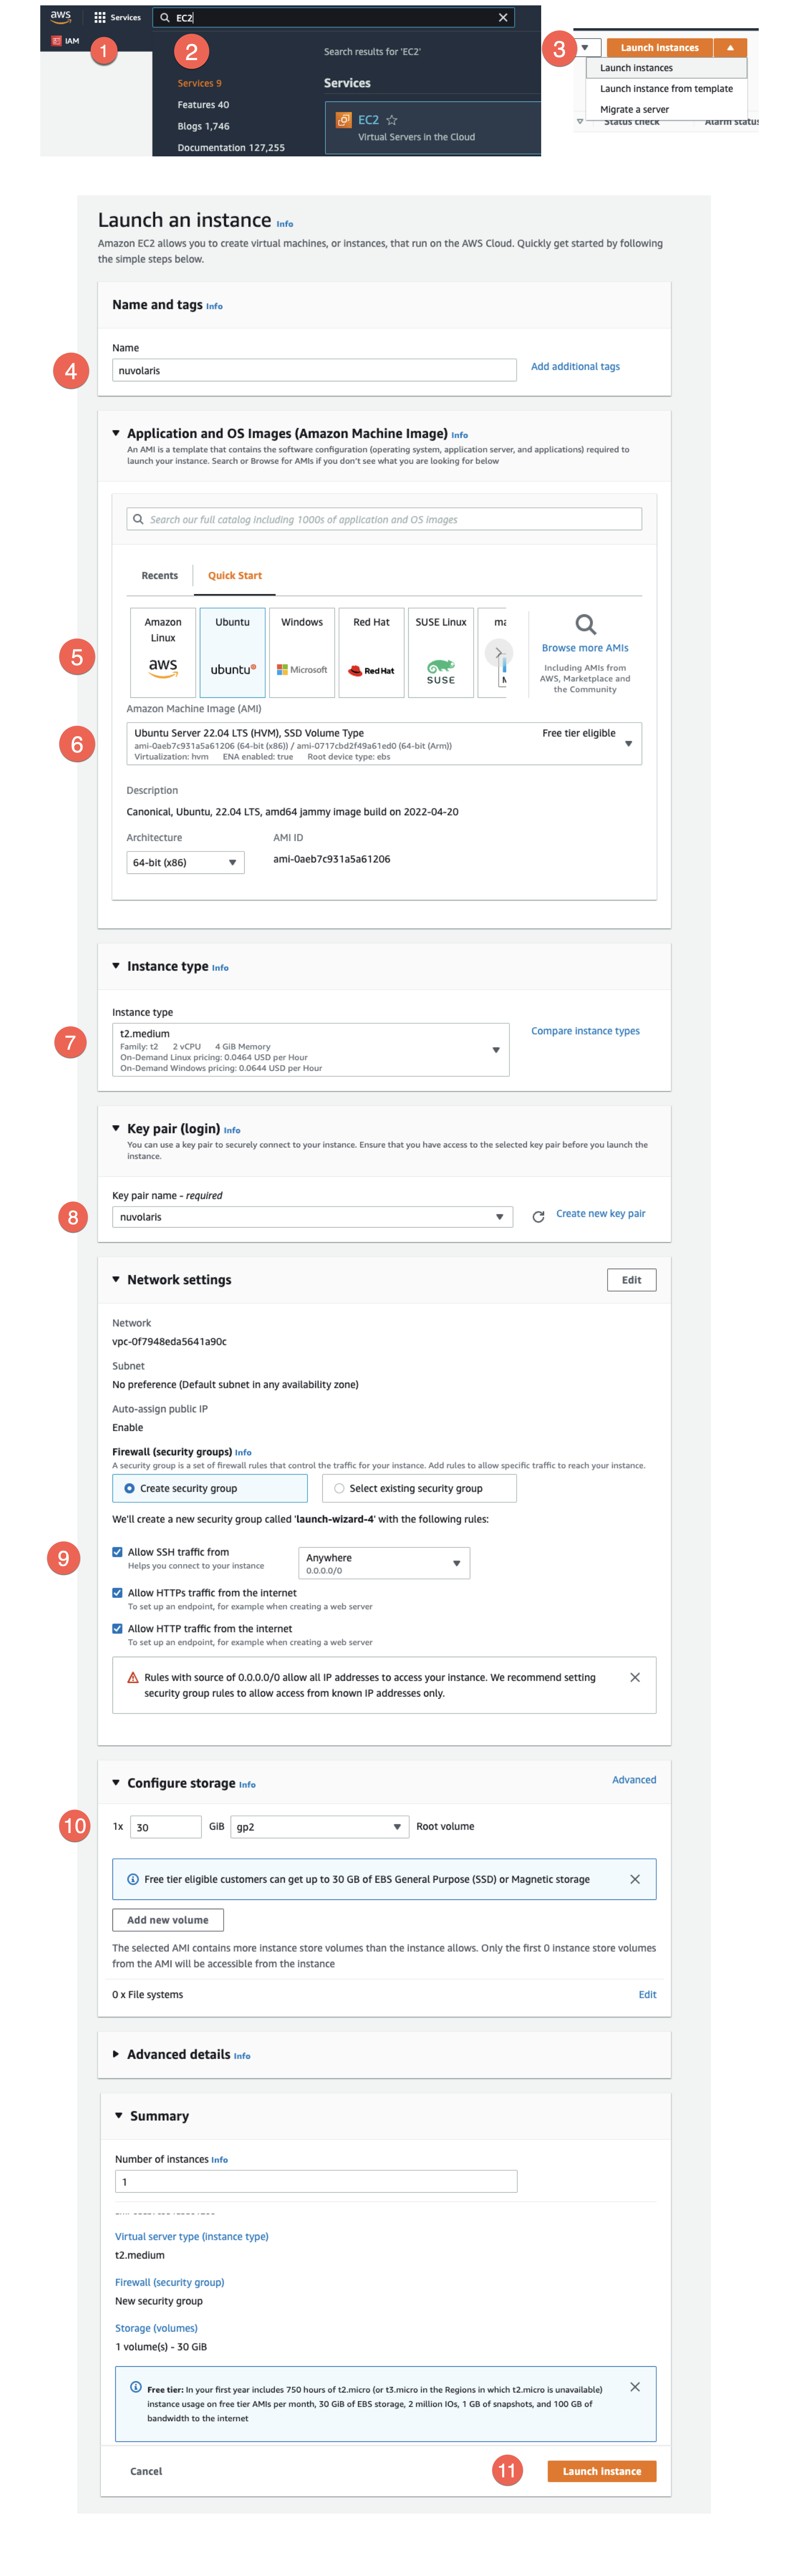 aws
Services
EC2
IAM
1
2
Search results for 'EC2'
Services 9
Features 40
Blogs 1,746
Documentation 127,255
Services
EC2
Virtual Servers in the Cloud
3
Launch instances
Launch instances
Launch instance from template
Migrate a server
Status check
Alarm status
Launch an instance Info
Amazon EC2 allows you to create virtual machines, or instances, that run on the AWS Cloud. Quickly get started by following
the simple steps below.
Name and tags Info
Name
4
nuvolaris
Add additional tags
Application and OS Images (Amazon Machine Image) Info
An AMI is a template that contains the software configuration (operating system, application server, and applications) required to
launch your instance. Search or Browse for AMIs if you don't see what you are looking for below
Search our full catalog including 1000s of application and OS images
Recents
Quick Start
5
Amazon
Linux
aws
Ubuntu
ubuntu
Windows
Microsoft
Red Hat
Red Hat
SUSE Linux
SUSE
ma
M
Browse more AMIs
Including AMIs from
AWS, Marketplace and
the Community
Amazon Machine Image (AMI)
6
Ubuntu Server 22.04 LTS (HVM), SSD Volume Type
Free tier eligible
ami-0aeb7c931a5a61206 (64-bit (x86)) / ami-0717cbd2f49a61ed0 (64-bit (Arm))
Virtualization: hvm ENA enabled: true Root device type: ebs
Description
Canonical, Ubuntu, 22.04 LTS, amd64 jammy image build on 2022-04-20
Architecture
AMI ID
64-bit (x86)
ami-0aeb7c931a5a61206
Instance type Info
Instance type
7
t2.medium
Family: t2 2 vCPU 4 GiB Memory
On-Demand Linux pricing: 0.0464 USD per Hour
On-Demand Windows pricing: 0.0644 USD per Hour
Compare instance types
Key pair (login) Info
You can use a key pair to securely connect to your instance. Ensure that you have access to the selected key pair before you launch the
instance.
Key pair name - required
8
nuvolaris
Create new key pair
Network settings
Edit
Network
vpc-0f7948eda5641a90c
Subnet
No preference (Default subnet in any availability zone)
Auto-assign public IP
Enable
Firewall (security groups) Info
A security group is a set of firewall rules that control the traffic for your instance. Add rules to allow specific traffic to reach your instance.
Create security group
Select existing security group
We'll create a new security group called 'launch-wizard-4' with the following rules:
9
Allow SSH traffic from
Helps you connect to your instance
Anywhere
0.0.0.0/0
Allow HTTPs traffic from the internet
To set up an endpoint, for example when creating a web server
Allow HTTP traffic from the internet
To set up an endpoint, for example when creating a web server
Rules with source of 0.0.0.0/0 allow all IP addresses to access your instance. We recommend setting
security group rules to allow access from known IP addresses only.
Configure storage Info
Advanced
10
1x
30
GiB
gp2
Root volume
Free tier eligible customers can get up to 30 GB of EBS General Purpose (SSD) or Magnetic storage
Add new volume
The selected AMI contains more instance store volumes than the instance allows. Only the first 0 instance store volumes
from the AMI will be accessible from the instance
0 x File systems
Edit
Advanced details Info
Summary
Number of instances Info
1
Virtual server type (instance type)
t2.medium
Firewall (security group)
New security group
Storage (volumes)
1 volume(s) - 30 GiB
Free tier: In your first year includes 750 hours of t2.micro (or t3.micro in the Regions in which t2.micro is unavailable)
instance usage on free tier AMIs per month, 30 GiB of EBS storage, 2 million IOs, 1 GB of snapshots, and 100 GB of
bandwidth to the internet
Cancel
11
Launch Instance